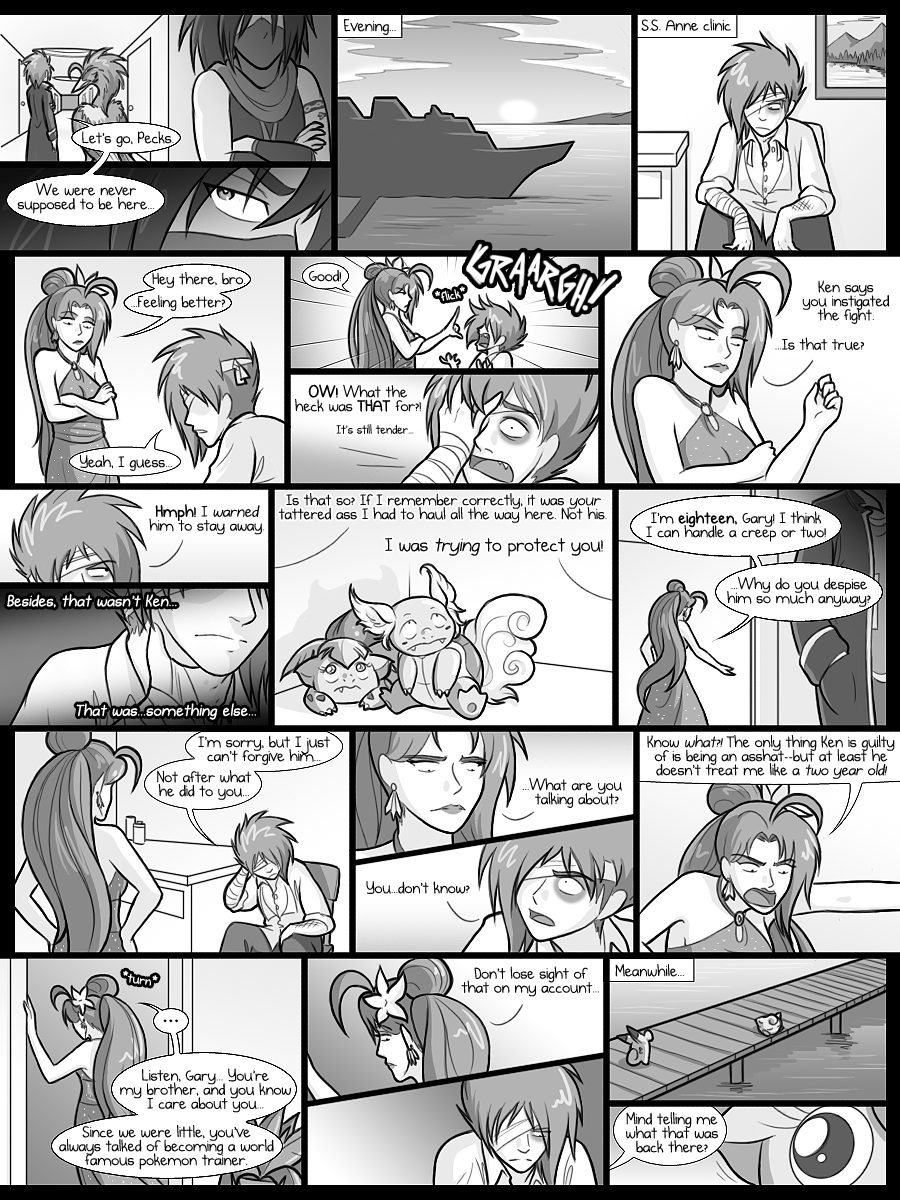 Let's go, Pecks.
We were never
supposed to be here...
Evening...
S.S. Anne clinic
Hey there, bro.
Feeling better?
Yeah, I guess...
Good!
*flick*
GRAARGH!
OW! What the
heck was THAT for?!
It's still tender...
Ken says
you instigated
the fight.
...Is that true?
Hmph! I warned
him to stay away.
Besides, that wasn't Ken...
That was...something else...
Is that so? If I remember correctly, it was your
tattered ass I had to haul all the way here. Not his.
I was trying to protect you!
I'm eighteen, Gary! I think
I can handle a creep or two!
...Why do you despise
him so much anyway?
I'm sorry, but I just
can't forgive him...
Not after what
he did to you...
...What are you
talking about?
You...don't know?
Know what?! The only thing Ken is guilty
of is being an asshat--but at least he
doesn't treat me like a two year old!
*turn*
...
Listen, Gary... You're
my brother, and you know
I care about you...
Since we were little, you've
always talked of becoming a world
famous pokemon trainer.
Don't lose sight of
that on my account...
Meanwhile...
Mind telling me
what that was
back there?